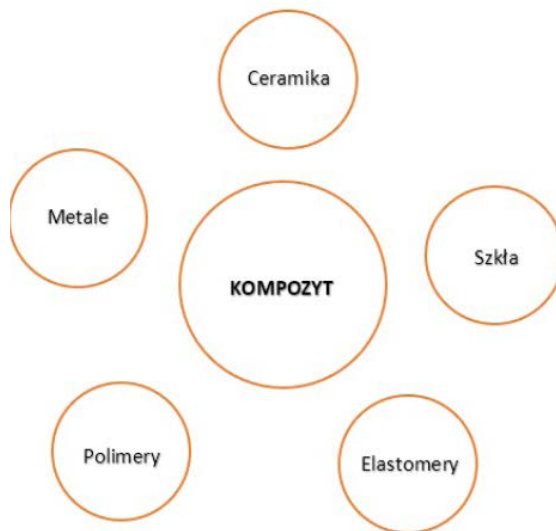 Ceramika
Metale
Szkła
KOMPOZYT
Polimery
Elastomery